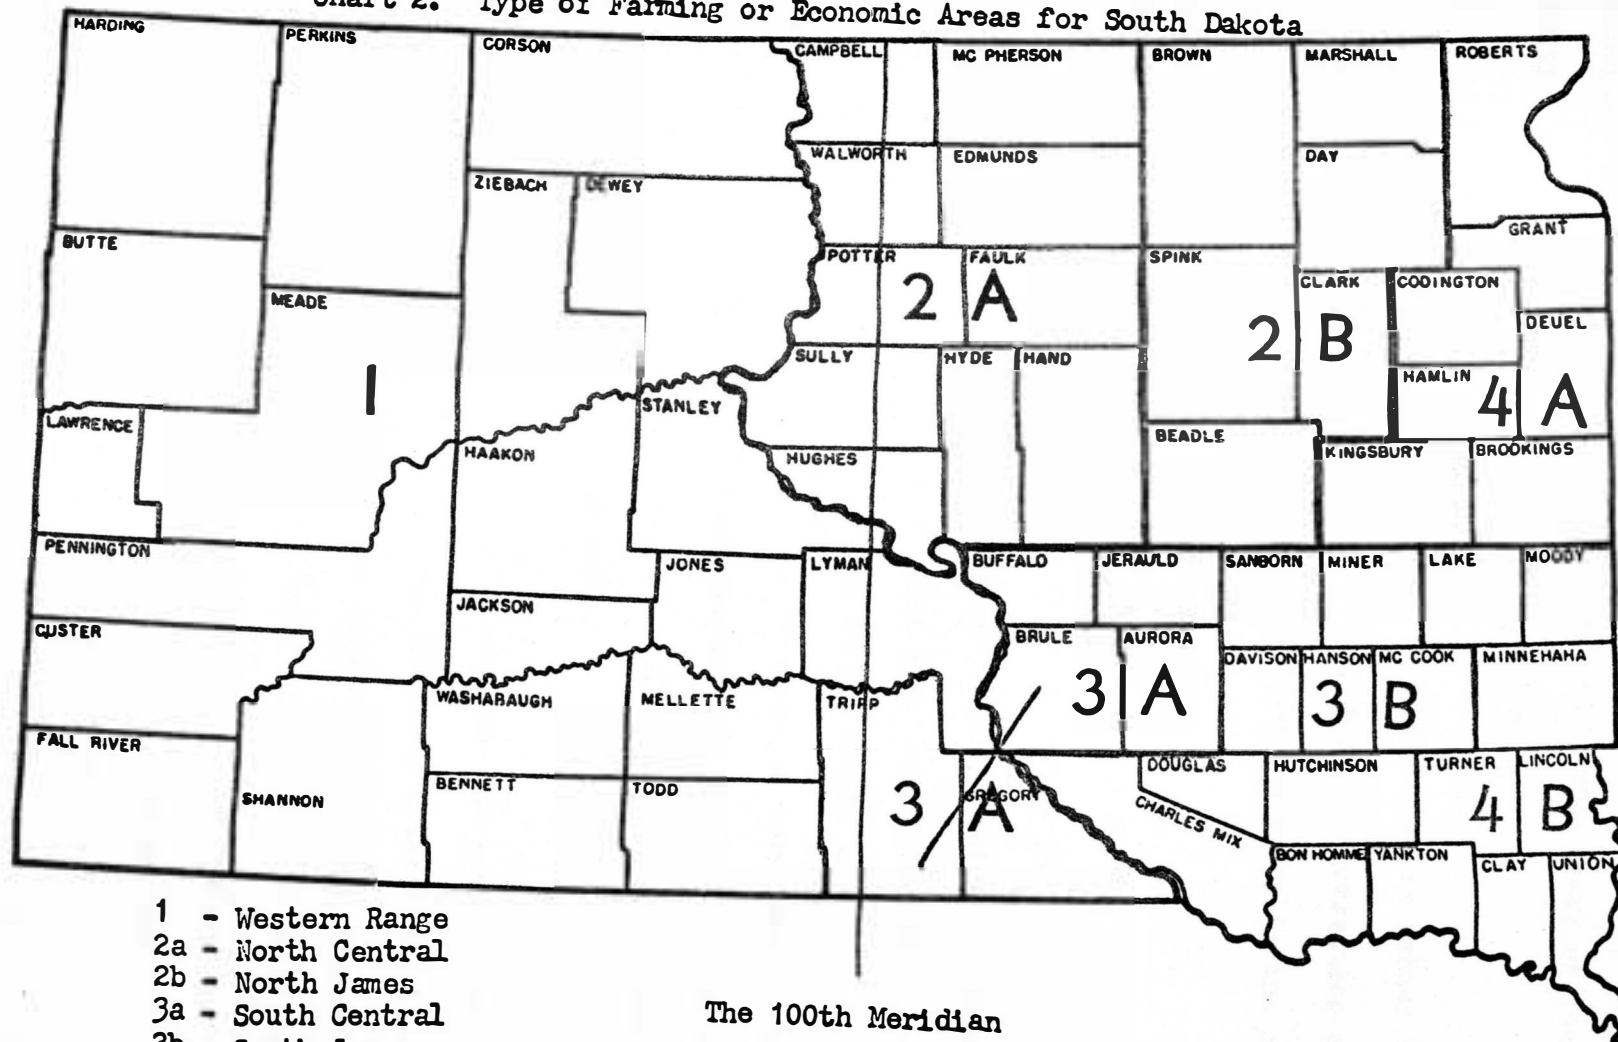 Chart 2. Type of Farming or Economic Areas for South Dakota
HARDING
PERKINS
CORSON
CAMPBELL
MC PHERSON
BROWN
MARSHALL
ROBERTS
WALWORTH
EDMUNDS
DAY
ZIEBACH
DEWEY
GRANT
BUTTE
POTTER
FAULK
SPINK
CLARK
CODINGTON
MEADE
2 A
2 B
DEUEL
SULLY
HYDE
HAND
HAMLIN
1
4 A
STANLEY
LAWRENCE
BEADLE
HAAKON
HUGHES
KINGSBURY
BROOKINGS
PENNINGTON
JONES
LYMAN
BUFFALO
JERAULD
SANBORN
MINER
LAKE
MOODY
JACKSON
CUSTER
BRULE
AURORA
DAVISON
HANSON
MC COOK
MINNEHAHA
WASHABAUGH
MELLETTE
TRIPP
3 A
3 B
FALL RIVER
DOUGLAS
HUTCHINSON
TURNER
LINCOLN
SHANNON
BENNETT
TODD
3 A
GREGORY
CHARLES MIX
4 B
BON HOMME
YANKTON
CLAY
UNION
1 - Western Range
2a - North Central
2b - North James
3a - South Central
The 100th Meridian